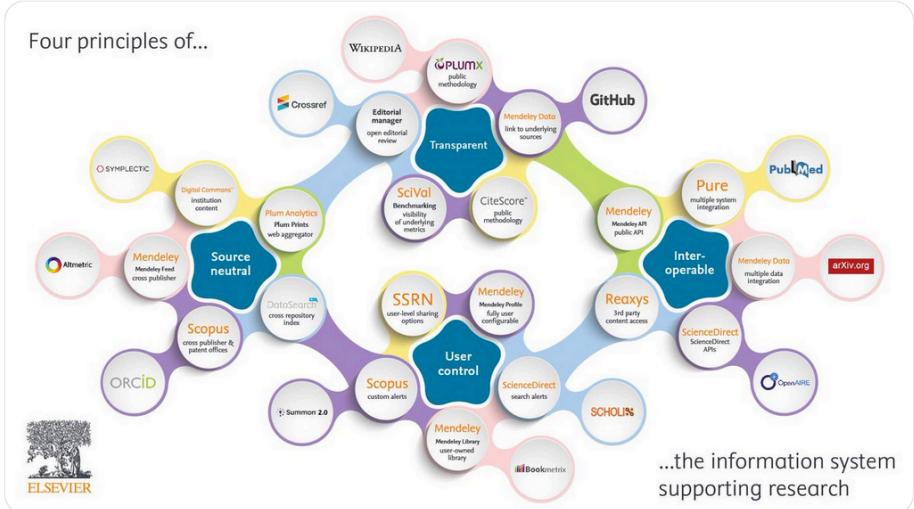 Four principles of...
WIKIPEDIA
PLUMX
public
methodology
Crossref
Editorial
manager
open editorial
review
Mendeley Data
link to underlying
sources
GitHub
Transparent
SciVal
Benchmarking
visibility
of underlying
metrics
CiteScore™
public
methodology
SYMPLECTIC
Digital Commons™
institution
content
Plum Analytics
Plum Prints
web aggregator
Altmetric
Mendeley
Mendeley Feed
cross publisher
Source
neutral
Scopus
cross publisher &
patent offices
DataSearch
cross repository
index
ORCID
Mendeley
Mendeley API
public API
Pure
multiple system
integration
PubMed
Inter-
operable
Mendeley Data
multiple data
integration
arXiv.org
Reaxys
3rd party
content access
ScienceDirect
ScienceDirect
APIs
OpenAIRE
SSRN
user-level sharing
options
Mendeley
Mendeley Profile
fully user
configurable
User
control
Scopus
custom alerts
ScienceDirect
search alerts
Summon 2.0
SCHOLIX
Mendeley
Mendeley Library
user-owned
library
Bookmetrix
ELSEVIER
...the information system
supporting research